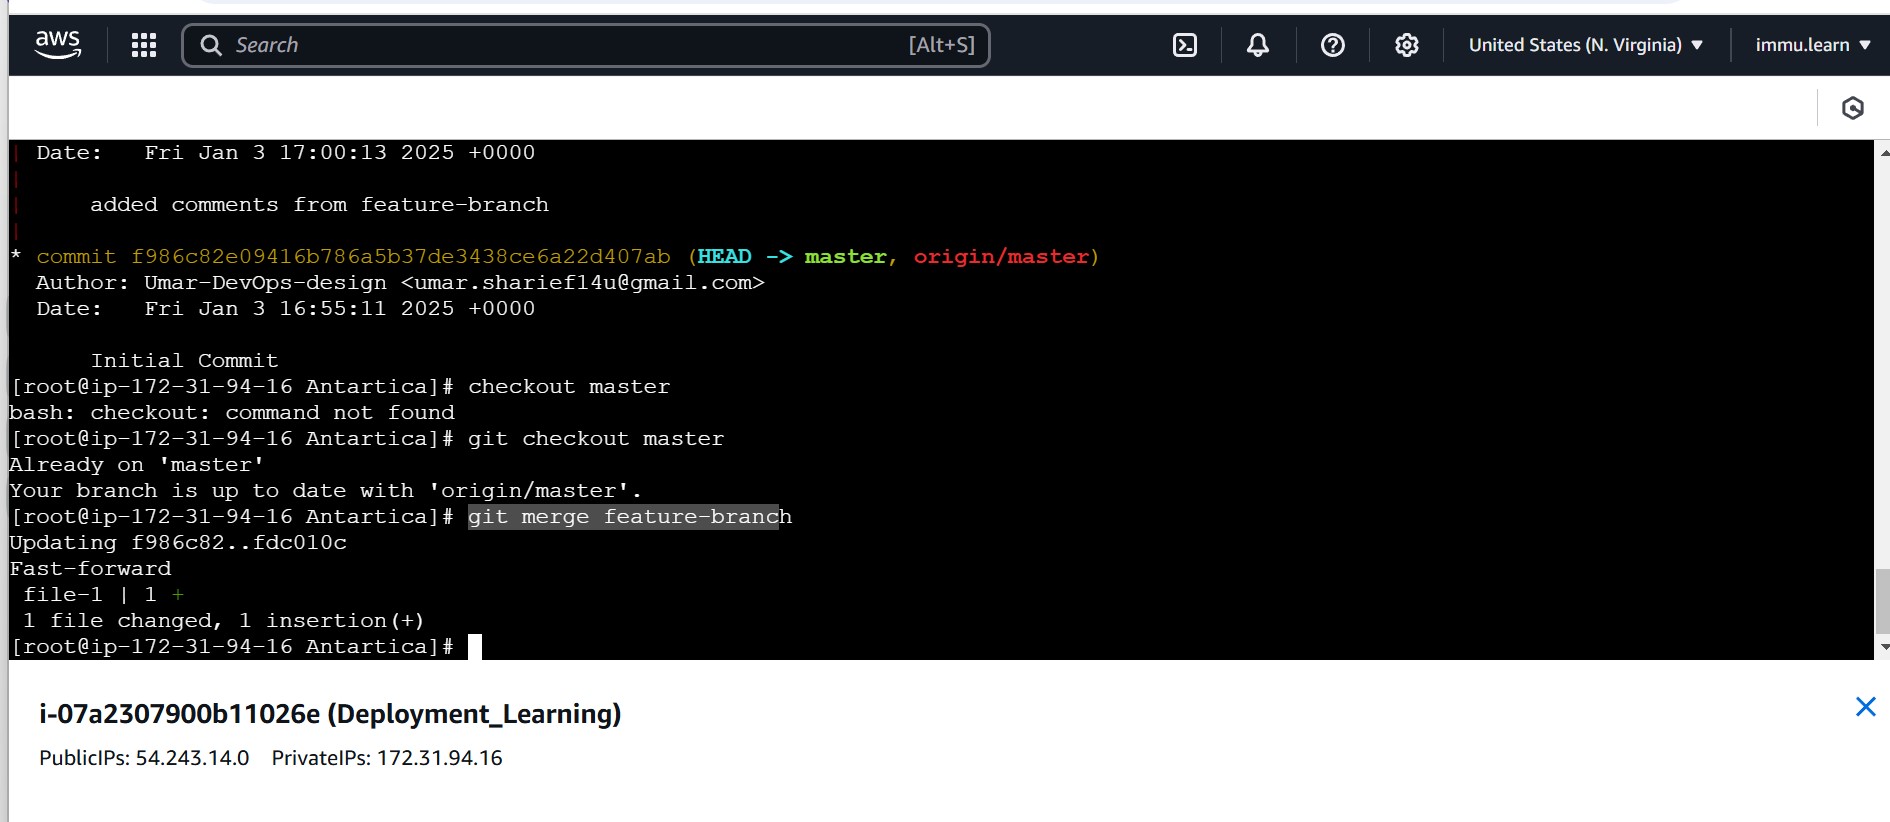 aws
Search [Alt+S] United States (N. Virginia) ▼ immu.learn ▼
| Date:   Fri Jan 3 17:00:13 2025 +0000
|
|     added comments from feature-branch
|
* commit f986c82e09416b786a5b37de3438ce6a22d407ab (HEAD -> master, origin/master)
  Author: Umar-DevOps-design <umar.sharief14u@gmail.com>
  Date:   Fri Jan 3 16:55:11 2025 +0000
      Initial Commit
[root@ip-172-31-94-16 Antartica]# checkout master
bash: checkout: command not found
[root@ip-172-31-94-16 Antartica]# git checkout master
Already on 'master'
Your branch is up to date with 'origin/master'.
[root@ip-172-31-94-16 Antartica]# git merge feature-branch
Updating f986c82..fdc010c
Fast-forward
 file-1 | 1 +
 1 file changed, 1 insertion(+)
[root@ip-172-31-94-16 Antartica]#
i-07a2307900b11026e (Deployment_Learning)
PublicIPs: 54.243.14.0 PrivateIPs: 172.31.94.16